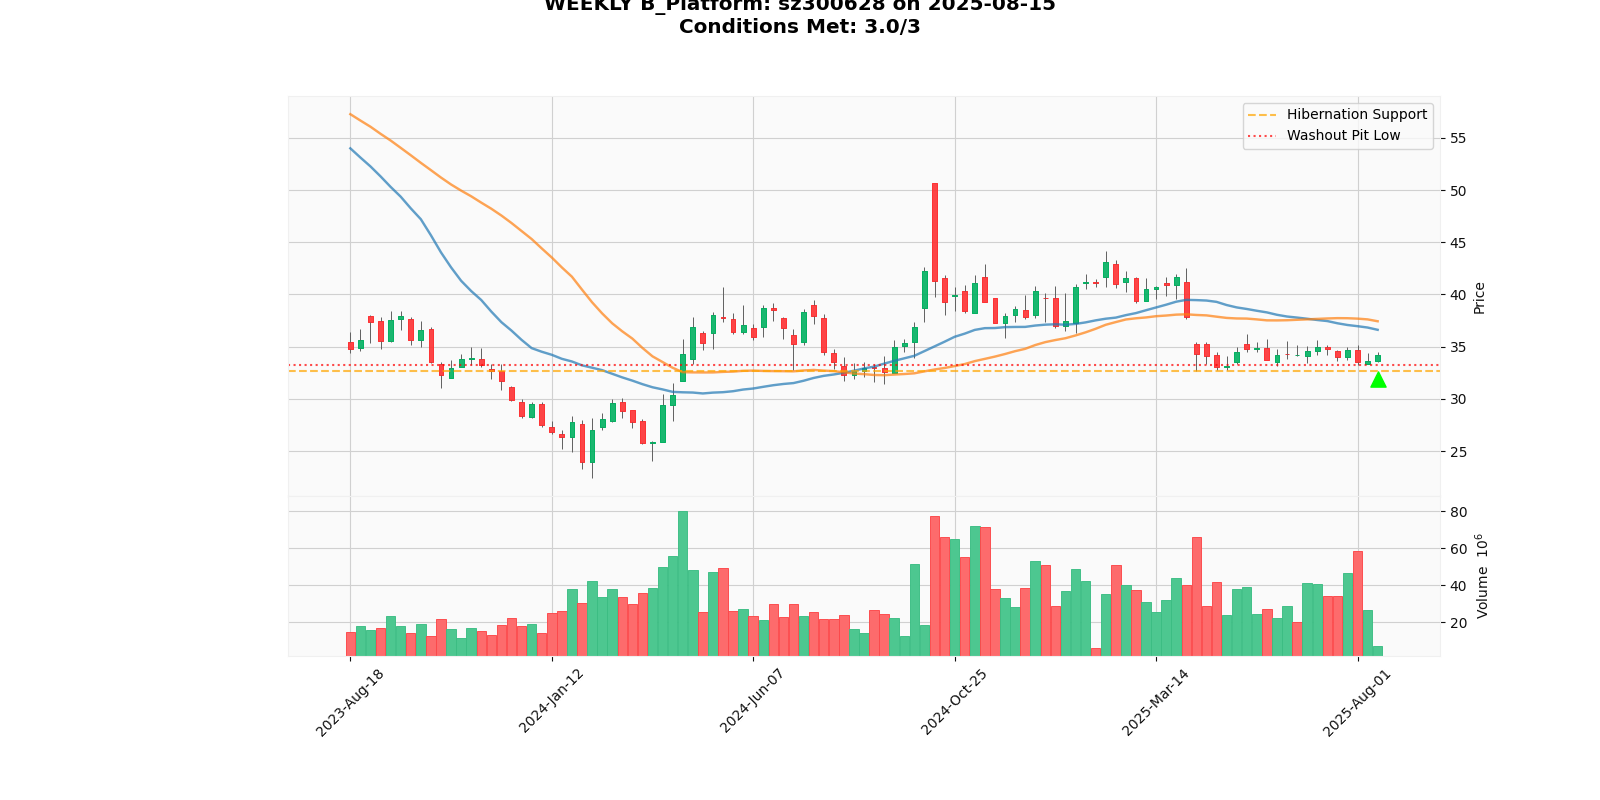 WEEKLY B_Platform: sz300628 on 2025-08-15
Conditions Met: 3.0/3
Hibernation Support
Washout Pit Low
55
50
45
40
35
30
25
Price
80
60
40
20
Volume 10^6
2023-Aug-18
2024-Jan-12
2024-Jun-07
2024-Oct-25
2025-Mar-14
2025-Aug-01